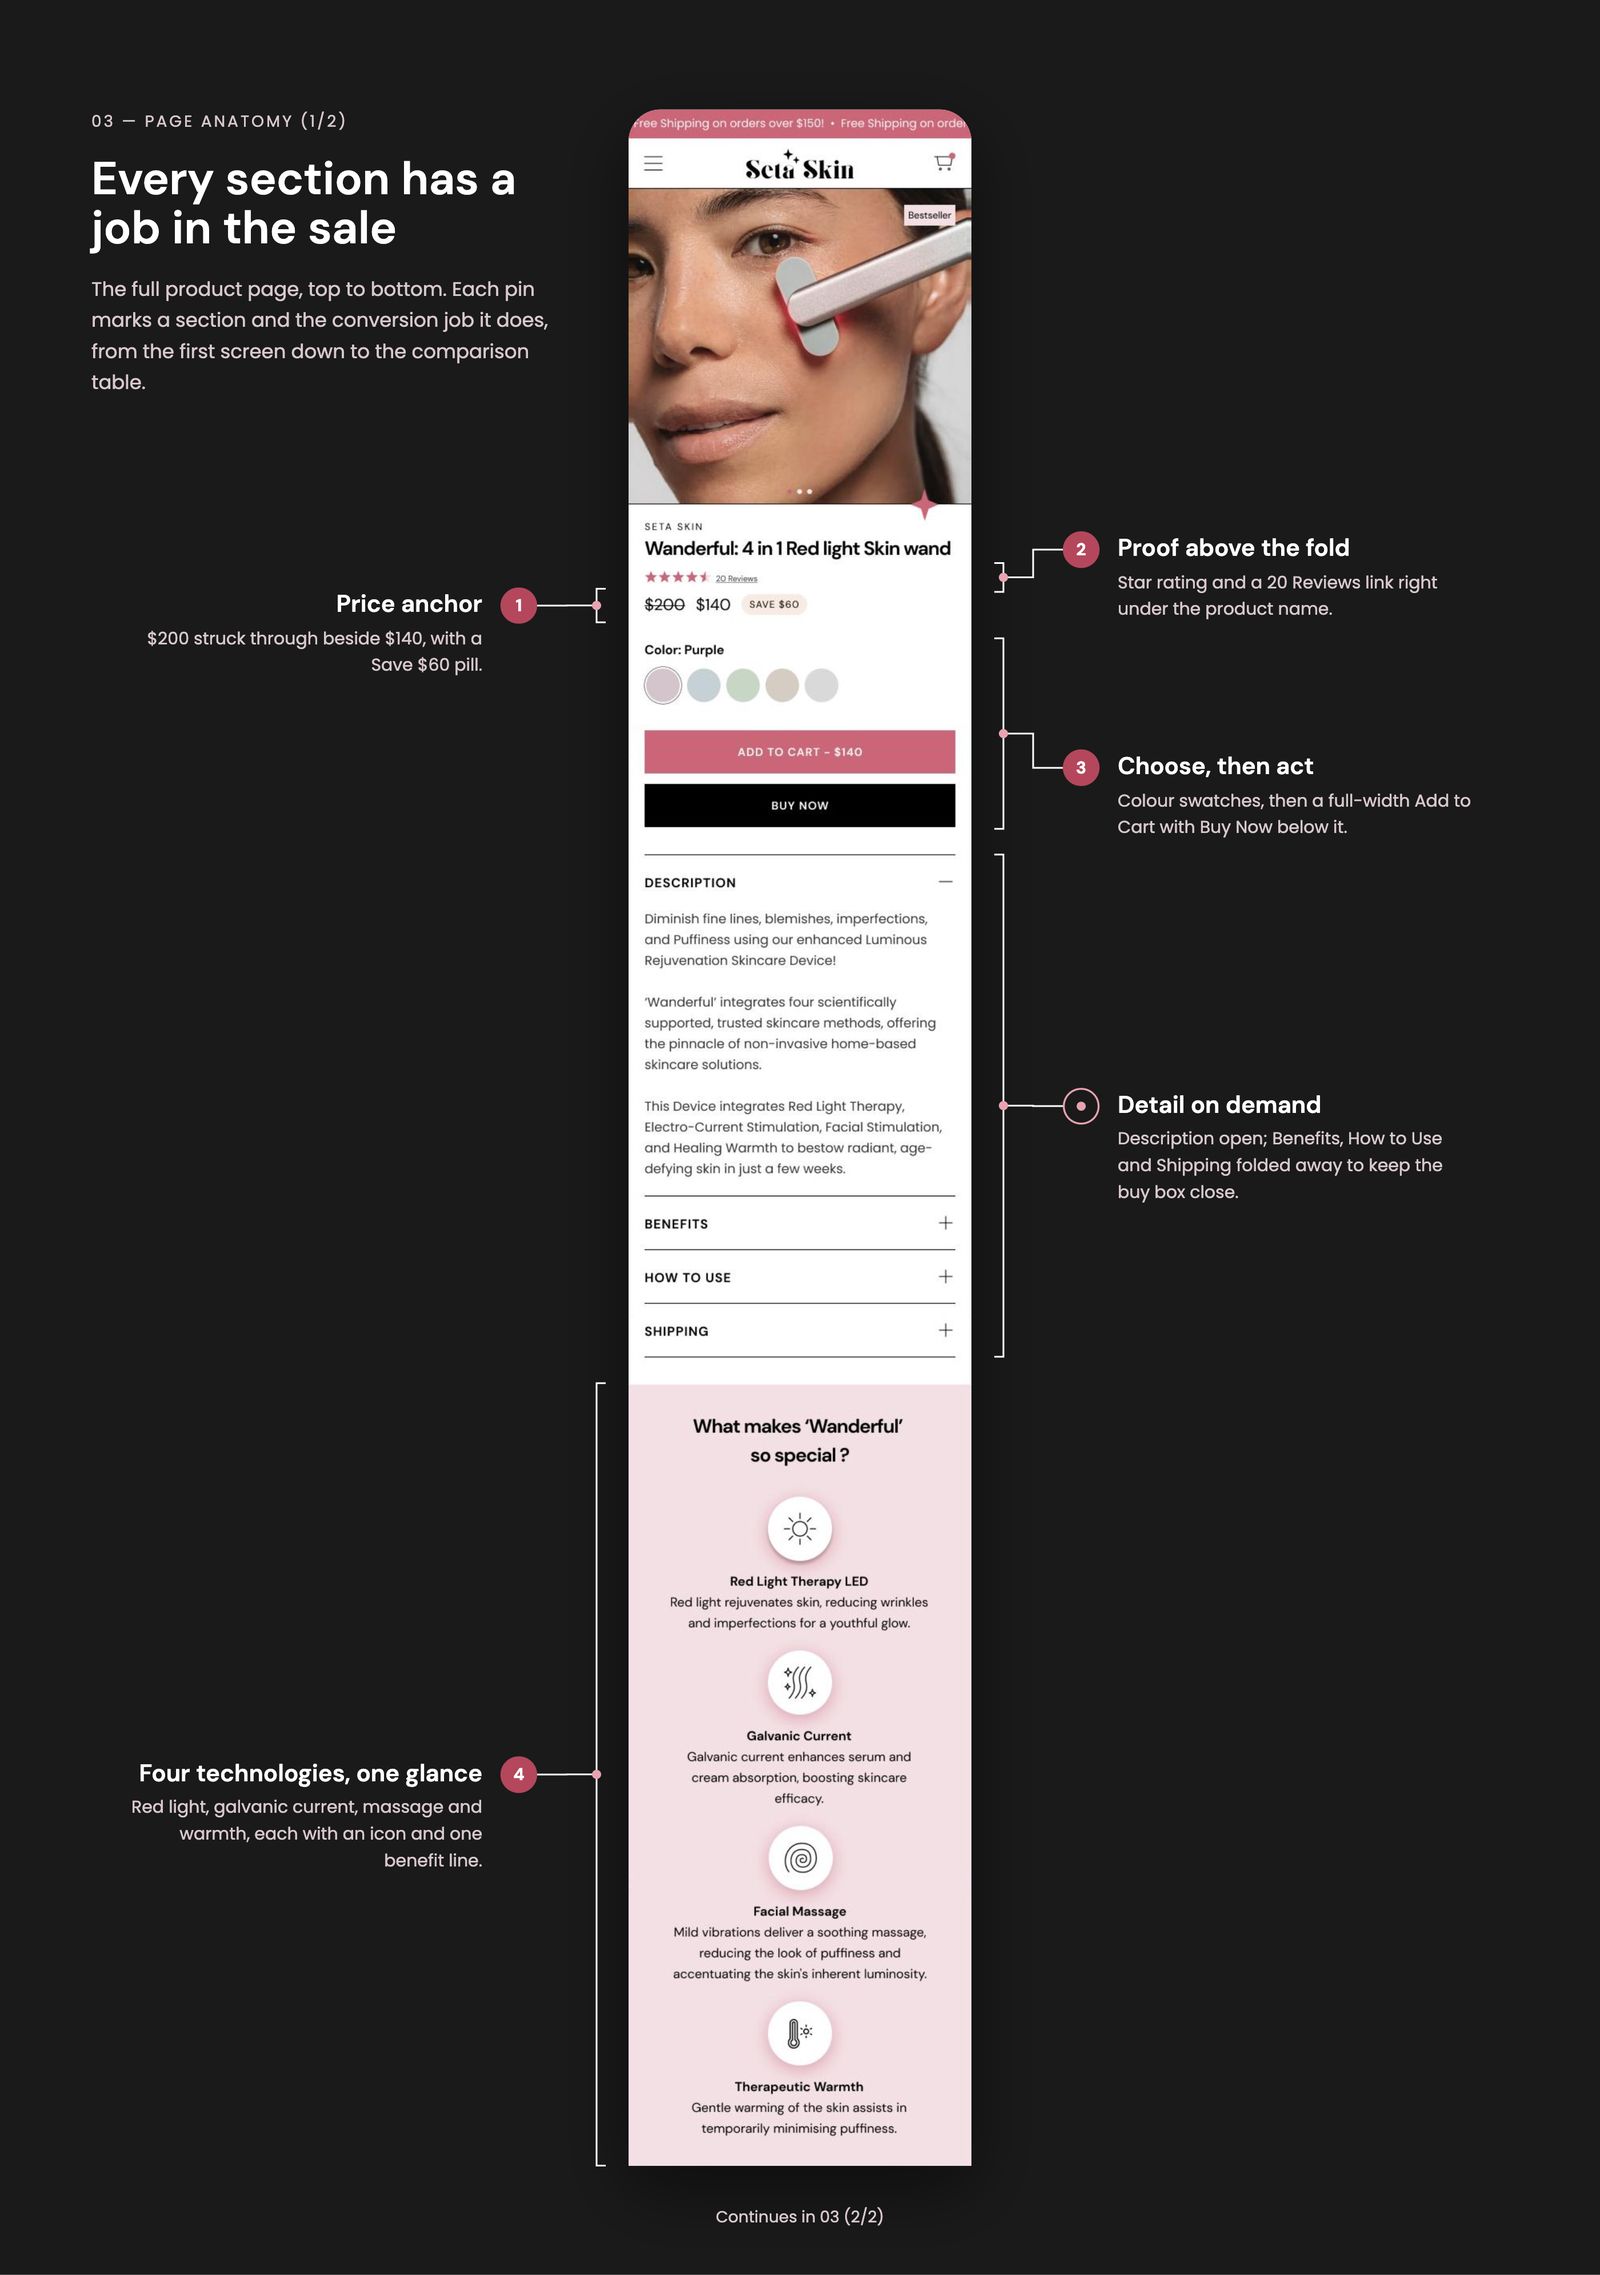 03 — PAGE ANATOMY (1/2)
Every section has a
job in the sale
The full product page, top to bottom. Each pin
marks a section and the conversion job it does,
from the first screen down to the comparison
table.
Free Shipping on orders over $150! • Free Shipping on order
Seta Skin
Bestseller
SETA SKIN
Wanderful: 4 in 1 Red light Skin wand
20 Reviews
$200 $140 SAVE $60
Color: Purple
ADD TO CART - $140
BUY NOW
DESCRIPTION
Diminish fine lines, blemishes, imperfections,
and Puffiness using our enhanced Luminous
Rejuvenation Skincare Device!
‘Wanderful’ integrates four scientifically
supported, trusted skincare methods, offering
the pinnacle of non-invasive home-based
skincare solutions.
This Device integrates Red Light Therapy,
Electro-Current Stimulation, Facial Stimulation,
and Healing Warmth to bestow radiant, age-
defying skin in just a few weeks.
BENEFITS
HOW TO USE
SHIPPING
What makes ‘Wanderful’
so special ?
Red Light Therapy LED
Red light rejuvenates skin, reducing wrinkles
and imperfections for a youthful glow.
Galvanic Current
Galvanic current enhances serum and
cream absorption, boosting skincare
efficacy.
Facial Massage
Mild vibrations deliver a soothing massage,
reducing the look of puffiness and
accentuating the skin's inherent luminosity.
Therapeutic Warmth
Gentle warming of the skin assists in
temporarily minimising puffiness.
Price anchor
1
$200 struck through beside $140, with a
Save $60 pill.
2
Proof above the fold
Star rating and a 20 Reviews link right
under the product name.
3
Choose, then act
Colour swatches, then a full-width Add to
Cart with Buy Now below it.
Detail on demand
Description open; Benefits, How to Use
and Shipping folded away to keep the
buy box close.
Four technologies, one glance
4
Red light, galvanic current, massage and
warmth, each with an icon and one
benefit line.
Continues in 03 (2/2)